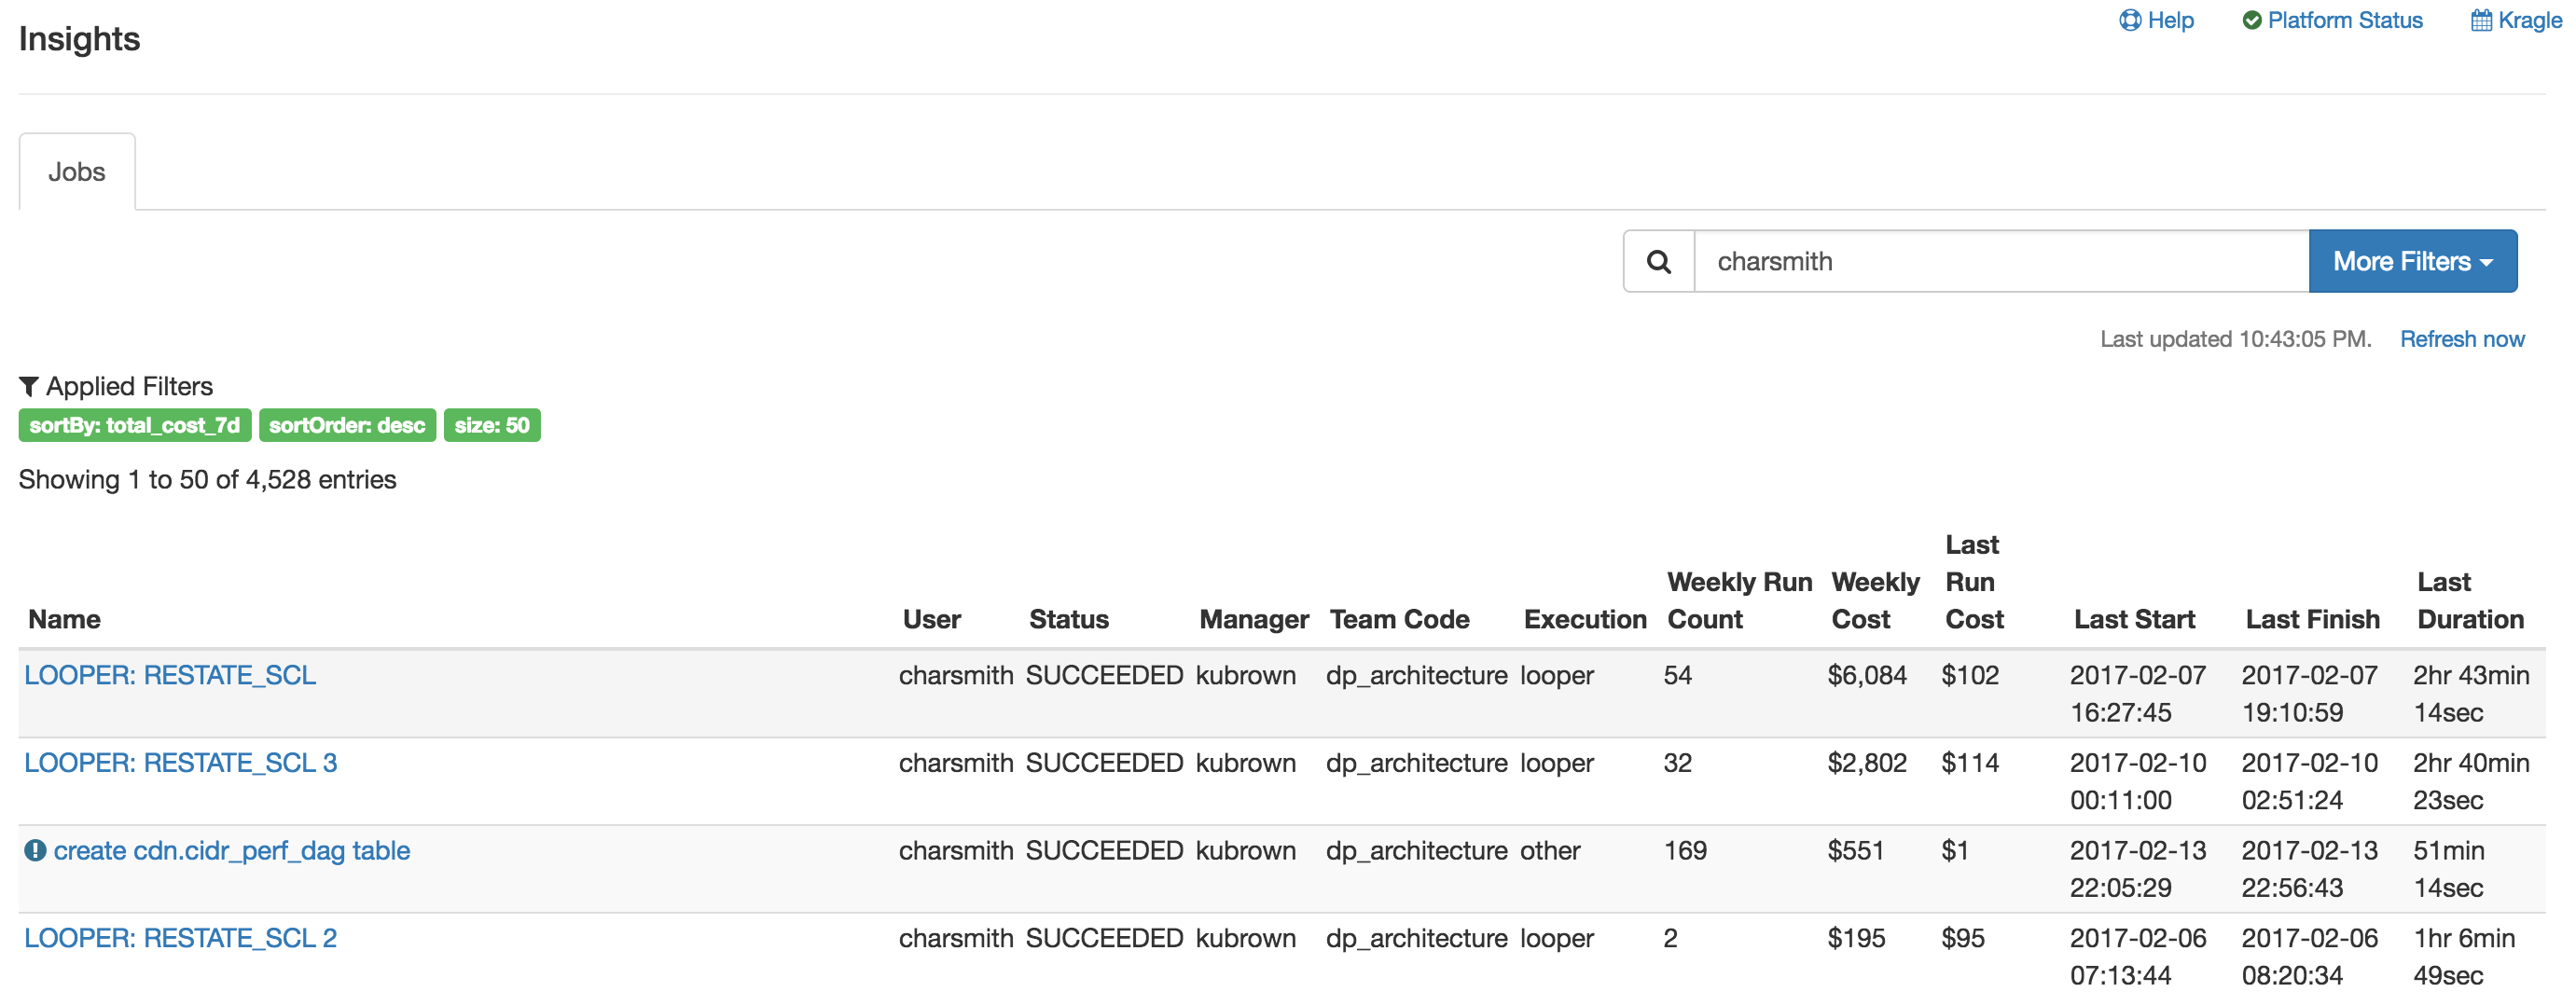 Insights
Help Platform Status Kragle
Jobs
charsmith More Filters
Last updated 10:43:05 PM. Refresh now
Applied Filters
sortBy: total_cost_7d sortOrder: desc size: 50
Showing 1 to 50 of 4,528 entries
Name User Status Manager Team Code Execution Weekly Run Count Weekly Cost Last Run Cost Last Start Last Finish Last Duration
LOOPER: RESTATE_SCL charsmith SUCCEEDED kubrown dp_architecture looper 54 $6,084 $102 2017-02-07 16:27:45 2017-02-07 19:10:59 2hr 43min 14sec
LOOPER: RESTATE_SCL 3 charsmith SUCCEEDED kubrown dp_architecture looper 32 $2,802 $114 2017-02-10 00:11:00 2017-02-10 02:51:24 2hr 40min 23sec
create cdn.cidr_perf_dag table charsmith SUCCEEDED kubrown dp_architecture other 169 $551 $1 2017-02-13 22:05:29 2017-02-13 22:56:43 51min 14sec
LOOPER: RESTATE_SCL 2 charsmith SUCCEEDED kubrown dp_architecture looper 2 $195 $95 2017-02-06 07:13:44 2017-02-06 08:20:34 1hr 6min 49sec